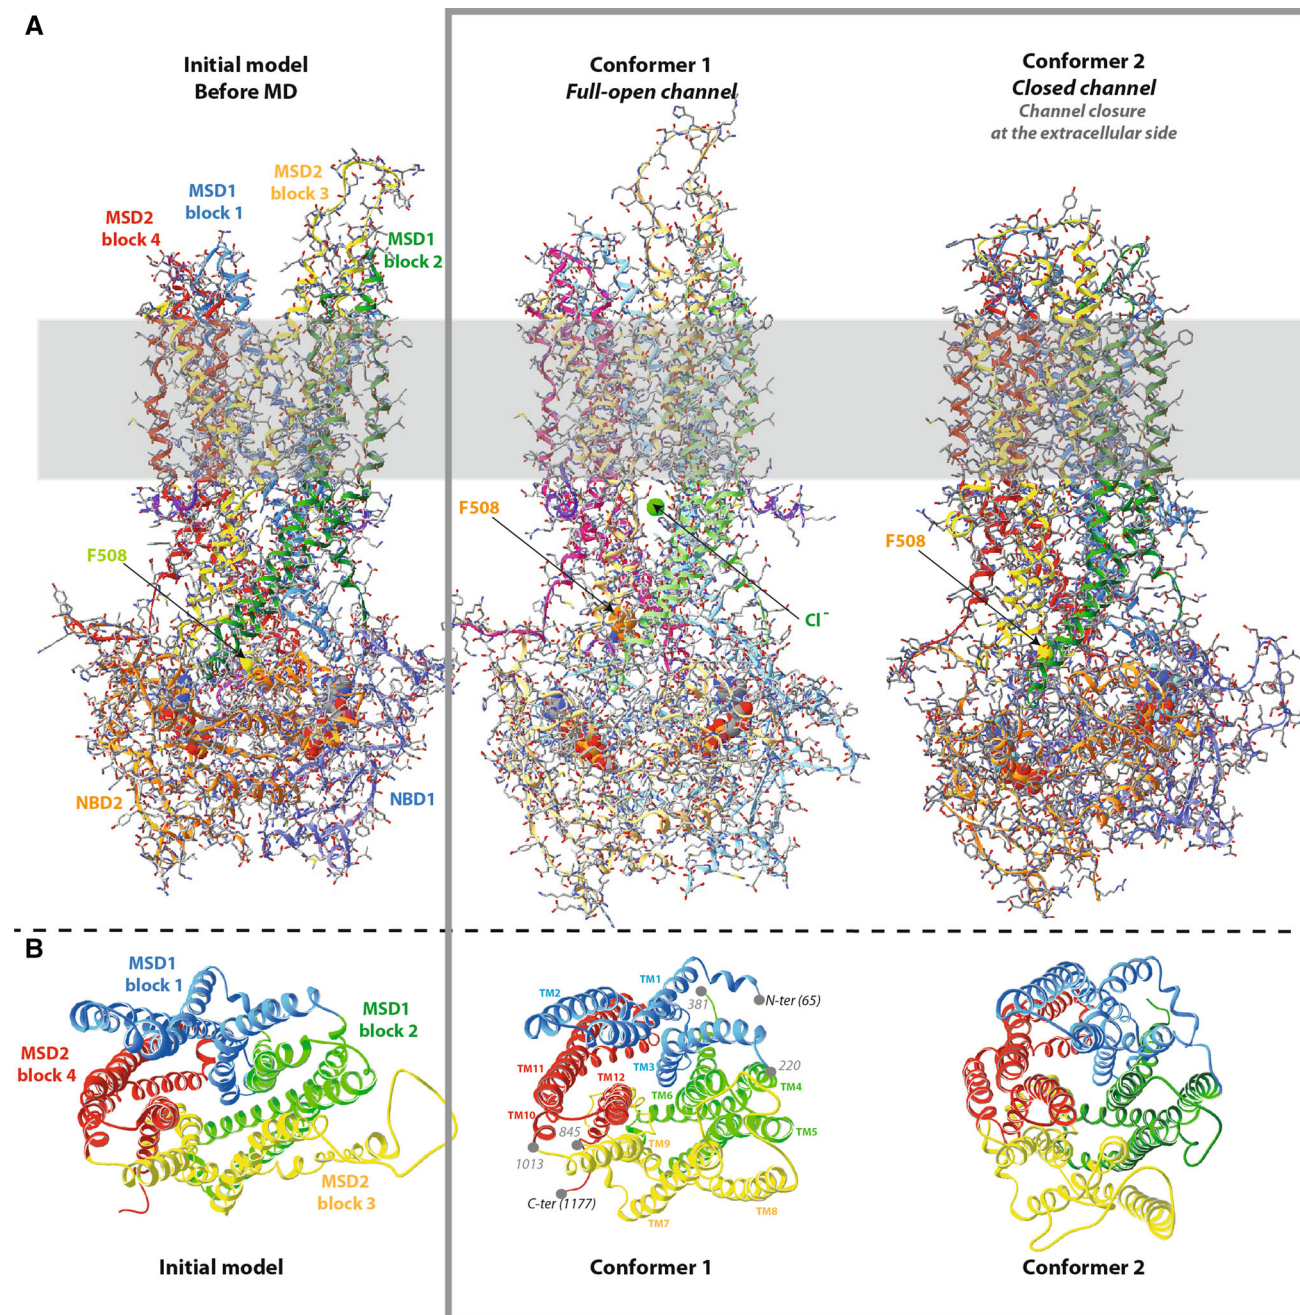 A
Initial model
Before MD
Conformer 1
Full-open channel
Conformer 2
Closed channel
Channel closure
at the extracellular side
MSD2
block 4
MSD1
block 1
MSD2
block 3
MSD1
block 2
F508
F508
Cl⁻
F508
NBD2
NBD1
B
MSD1
block 1
MSD1
block 2
MSD2
block 4
MSD2
block 3
Initial model
TM2
TM1
381
N-ter (65)
TM11
TM12
TM3
220
TM4
TM6
TM10
845
TM5
1013
TM9
C-ter (1177)
TM7
TM8
Conformer 1
Conformer 2